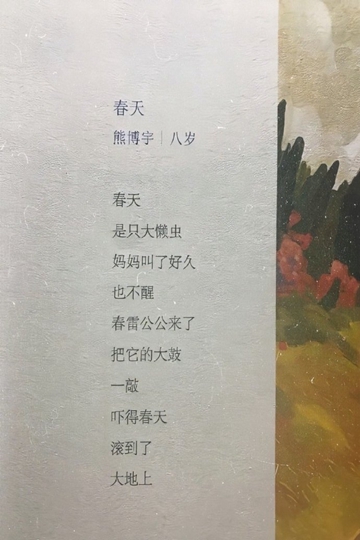 春天
熊博宇｜八岁
春天
是只大懒虫
妈妈叫了好久
也不醒
春雷公公来了
把它的大鼓
一敲
吓得春天
滚到了
大地上